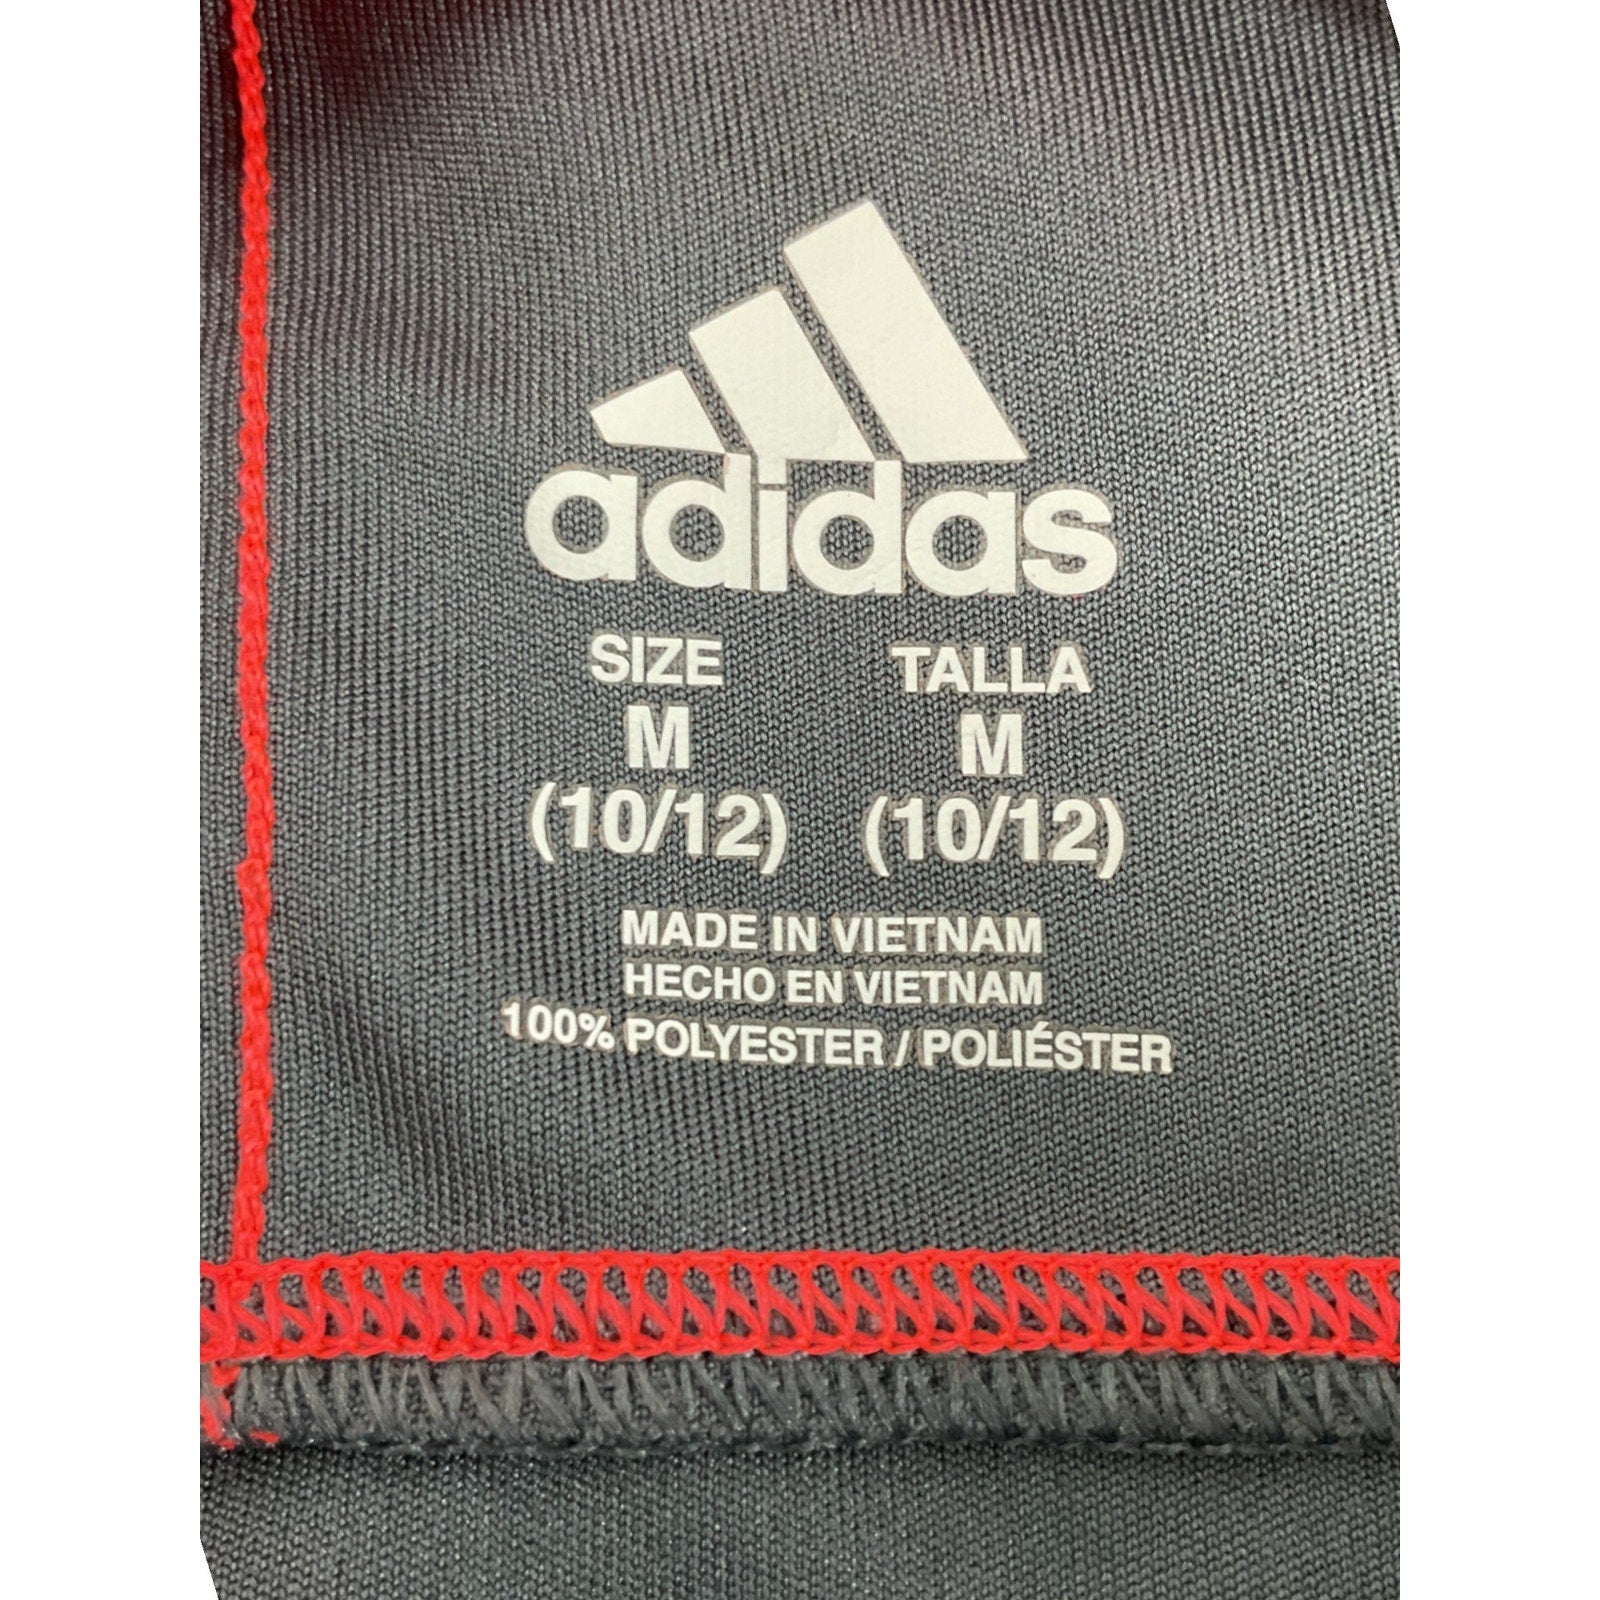 adidas
SIZE TALLA
M M
(10/12) (10/12)
MADE IN VIETNAM
HECHO EN VIETNAM
100% POLYESTER / POLIÉSTER